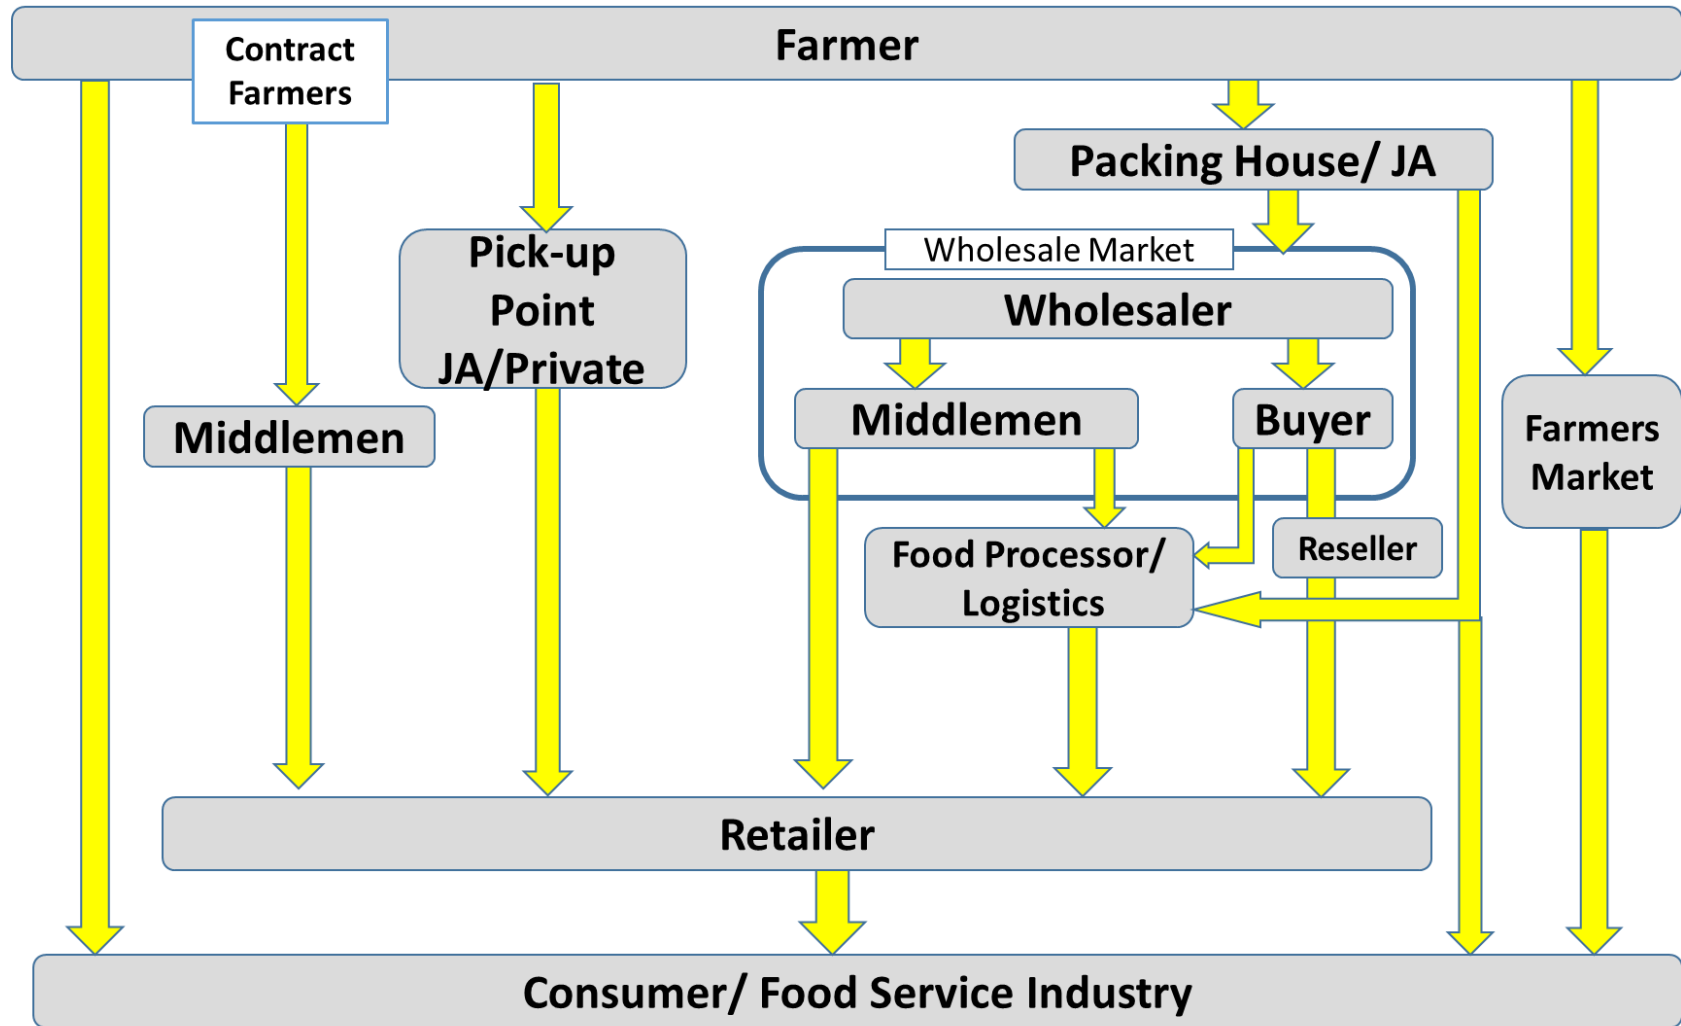 Farmer
Contract
Farmers
Packing House/ JA
Pick-up
Point
JA/Private
Wholesale Market
Wholesaler
Middlemen
Middlemen
Buyer
Farmers
Market
Food Processor/
Logistics
Reseller
Retailer
Consumer/ Food Service Industry